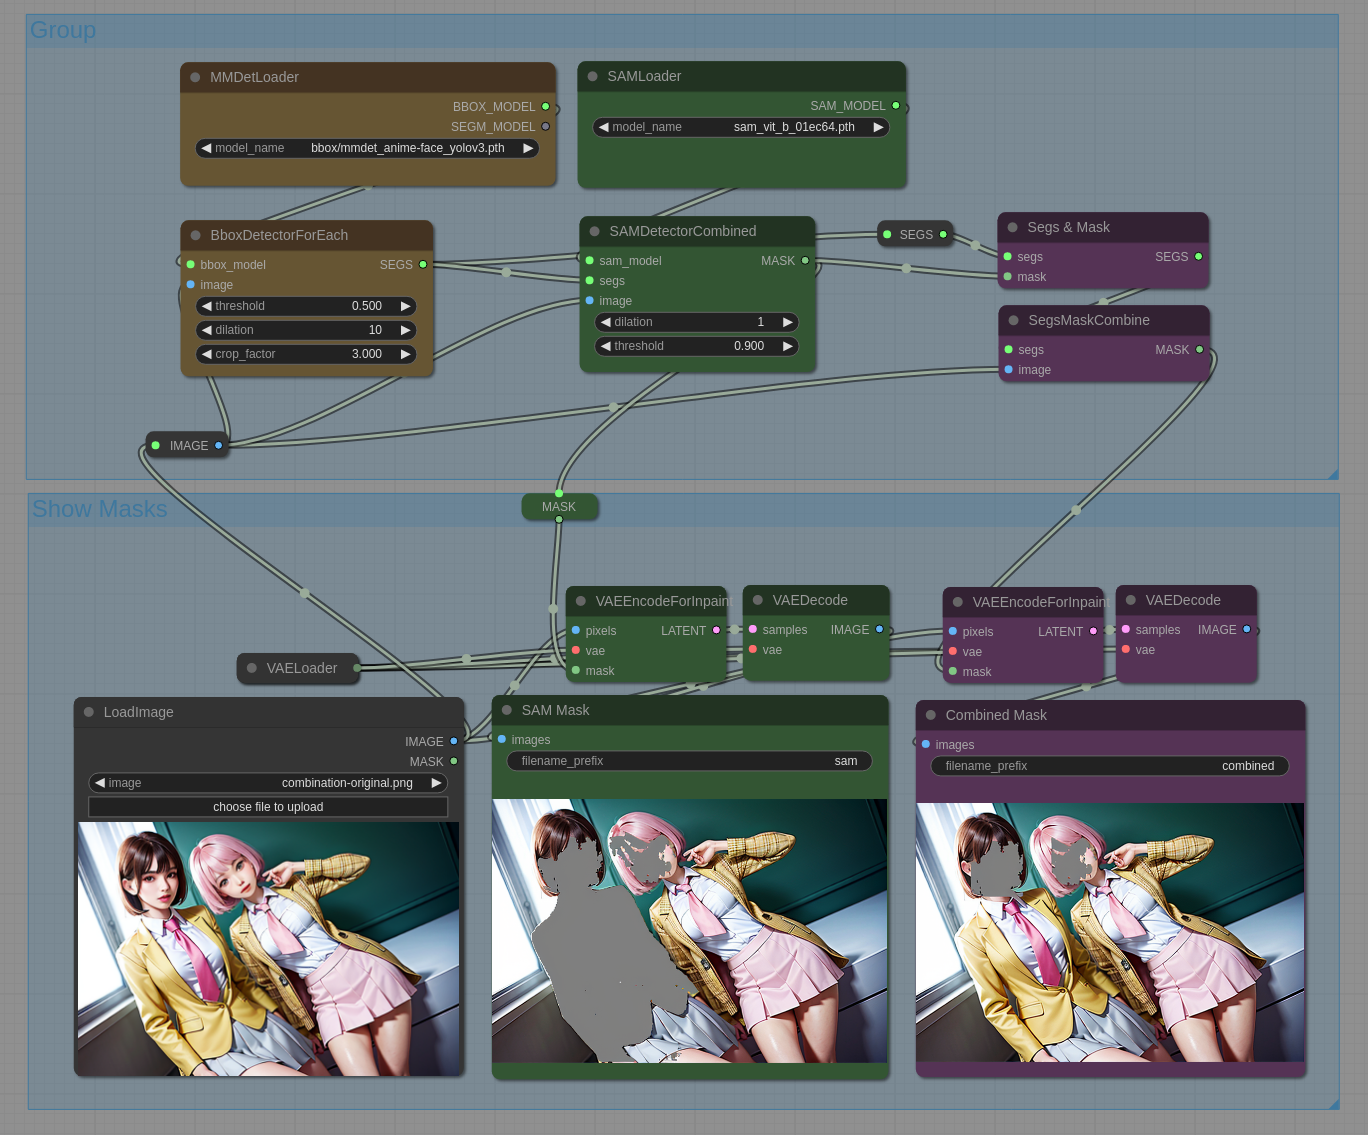 Group
MMDetLoader
BBOX_MODEL
SEGM_MODEL
model_name bbox/mmdet_anime-face_yolov3.pth
SAMLoader
SAM_MODEL
model_name sam_vit_b_01ec64.pth
BboxDetectorForEach
bbox_model SEGS
image
threshold 0.500
dilation 10
crop_factor 3.000
SAMDetectorCombined
sam_model MASK
segs
image
dilation 1
threshold 0.900
SEGS
Segs & Mask
segs SEGS
mask
SegsMaskCombine
segs MASK
image
IMAGE
Show Masks
MASK
VAEEncodeForInpaint
pixels LATENT
vae
mask
VAEDecode
samples IMAGE
vae
VAEEncodeForInpaint
pixels LATENT
vae
mask
VAEDecode
samples IMAGE
vae
VAELoader
LoadImage
IMAGE
MASK
image combination-original.png
choose file to upload
SAM Mask
images
filename_prefix sam
Combined Mask
images
filename_prefix combined